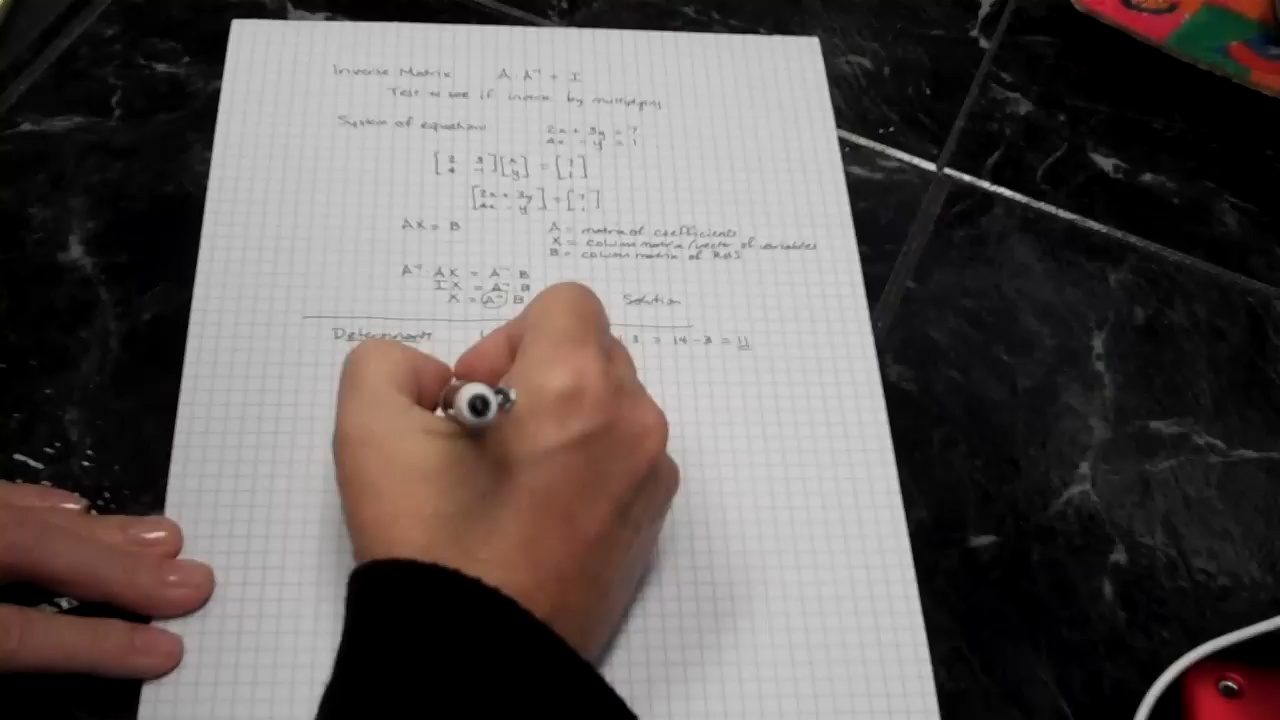 Inverse Matrix A · A⁻¹ = I
Test to see if inverse by multiplying
System of equations 2x + 3y = 7
4x - y = 1
[2 3 [x = [7
4 -1] y] 1]
[2x + 3y = [7
4x - y] 1]
AX = B A = matrix of coefficients
X = column matrix/vector of variables
B = column matrix of RHS
A⁻¹ · AX = A⁻¹ B
IX = A⁻¹ B
X = A⁻¹ B Solution
Determinants 3 = 14 - 3 = 11